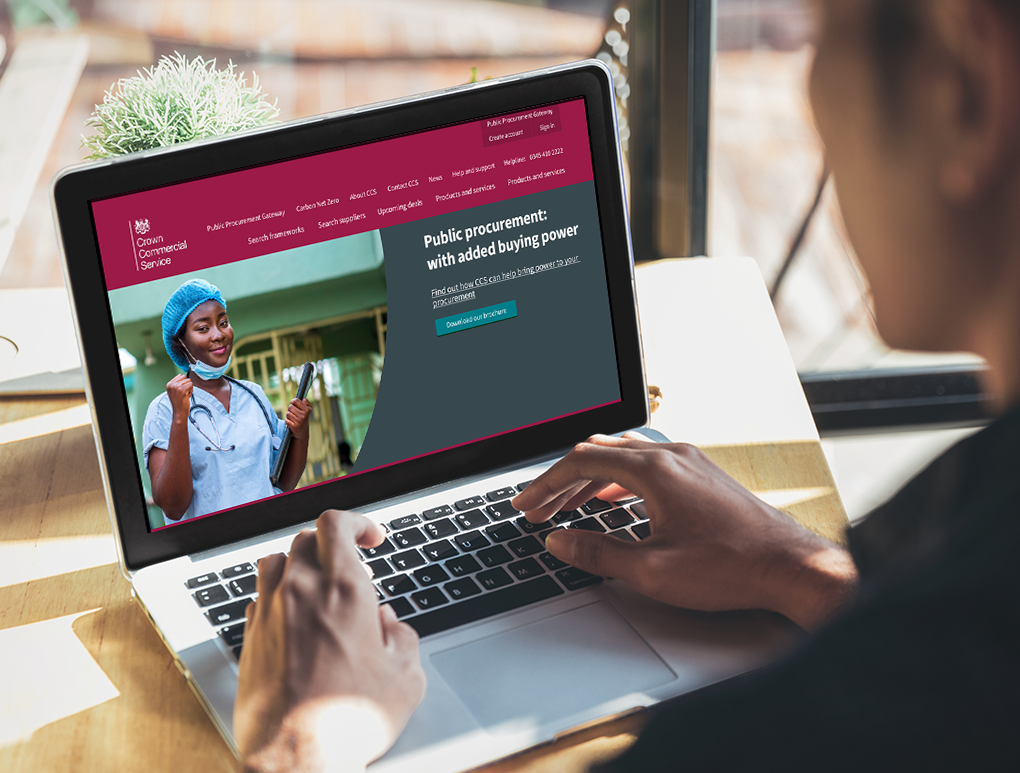 Public Procurement Gateway
Create account Sign in
Public Procurement Gateway Carbon Net Zero About CCS Contact CCS News Help and support Helpline: 0345 410 2222
Search frameworks Search suppliers Upcoming deals Products and services Products and services
Crown
Commercial
Service
Public procurement:
with added buying power
Find out how CCS can help bring power to your
procurement
Download our brochure